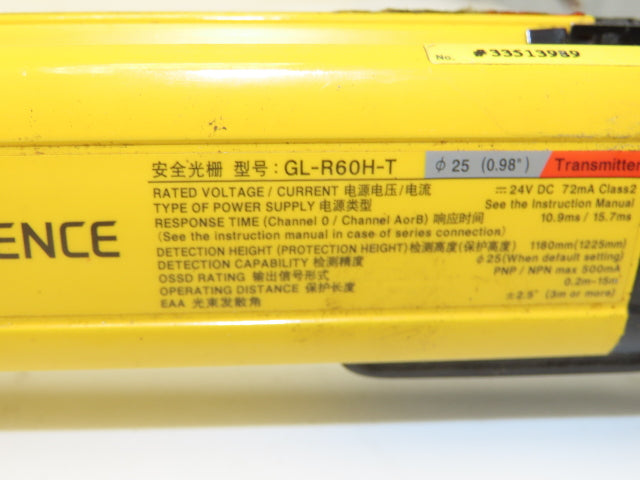 No. #33513989
安全光栅 型号: GL-R60H-T φ25 (0.98") Transmitter
RATED VOLTAGE / CURRENT 电源电压/电流 ⎓ 24V DC 72mA Class2
TYPE OF POWER SUPPLY 电源类型 See the Instruction Manual
RESPONSE TIME (Channel 0 / Channel AorB) 响应时间 10.9ms / 15.7ms
(See the instruction manual in case of series connection)
DETECTION HEIGHT (PROTECTION HEIGHT) 检测高度(保护高度) 1180mm (1225mm)
DETECTION CAPABILITY 检测精度 φ25(When default setting)
OSSD RATING 输出信号形式 PNP / NPN max 500mA
OPERATING DISTANCE 保护长度 0.2m~15m
EAA 光束发散角 ±2.5° (3m or more)
ENCE